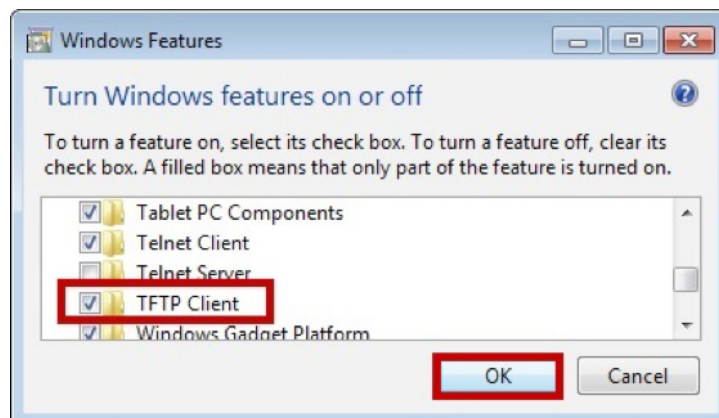 Windows Features
Turn Windows features on or off
To turn a feature on, select its check box. To turn a feature off, clear its
check box. A filled box means that only part of the feature is turned on.
Tablet PC Components
Telnet Client
Telnet Server
TFTP Client
Windows Gadget Platform
OK
Cancel